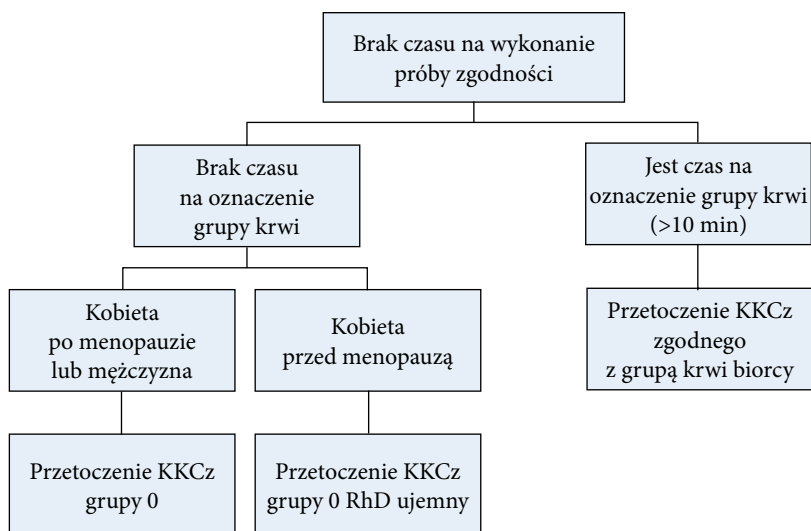 Brak czasu na wykonanie
próby zgodności
Brak czasu
na oznaczenie
grupy krwi
Jest czas na
oznaczenie grupy krwi
(>10 min)
Kobieta
po menopauzie
lub mężczyzna
Kobieta
przed menopauzą
Przetoczenie KKCz
zgodnego
z grupą krwi biorcy
Przetoczenie KKCz
grupy 0
Przetoczenie KKCz
grupy 0 RhD ujemny